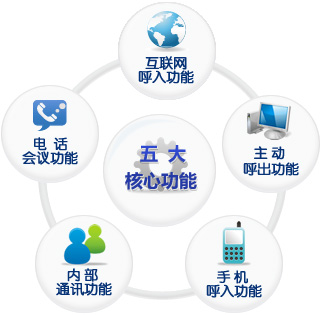 互联网
呼入功能
电 话
会议功能
五 大
核心功能
主 动
呼出功能
内 部
通讯功能
手 机
呼入功能